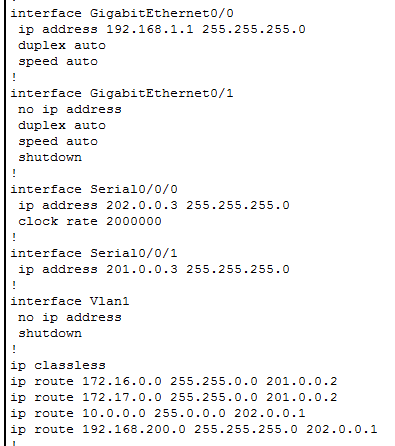 !
interface GigabitEthernet0/0
 ip address 192.168.1.1 255.255.255.0
 duplex auto
 speed auto
!
interface GigabitEthernet0/1
 no ip address
 duplex auto
 speed auto
 shutdown
!
interface Serial0/0/0
 ip address 202.0.0.3 255.255.255.0
 clock rate 2000000
!
interface Serial0/0/1
 ip address 201.0.0.3 255.255.255.0
!
interface Vlan1
 no ip address
 shutdown
!
ip classless
ip route 172.16.0.0 255.255.0.0 201.0.0.2
ip route 172.17.0.0 255.255.0.0 201.0.0.2
ip route 10.0.0.0 255.0.0.0 202.0.0.1
ip route 192.168.200.0 255.255.255.0 202.0.0.1
!